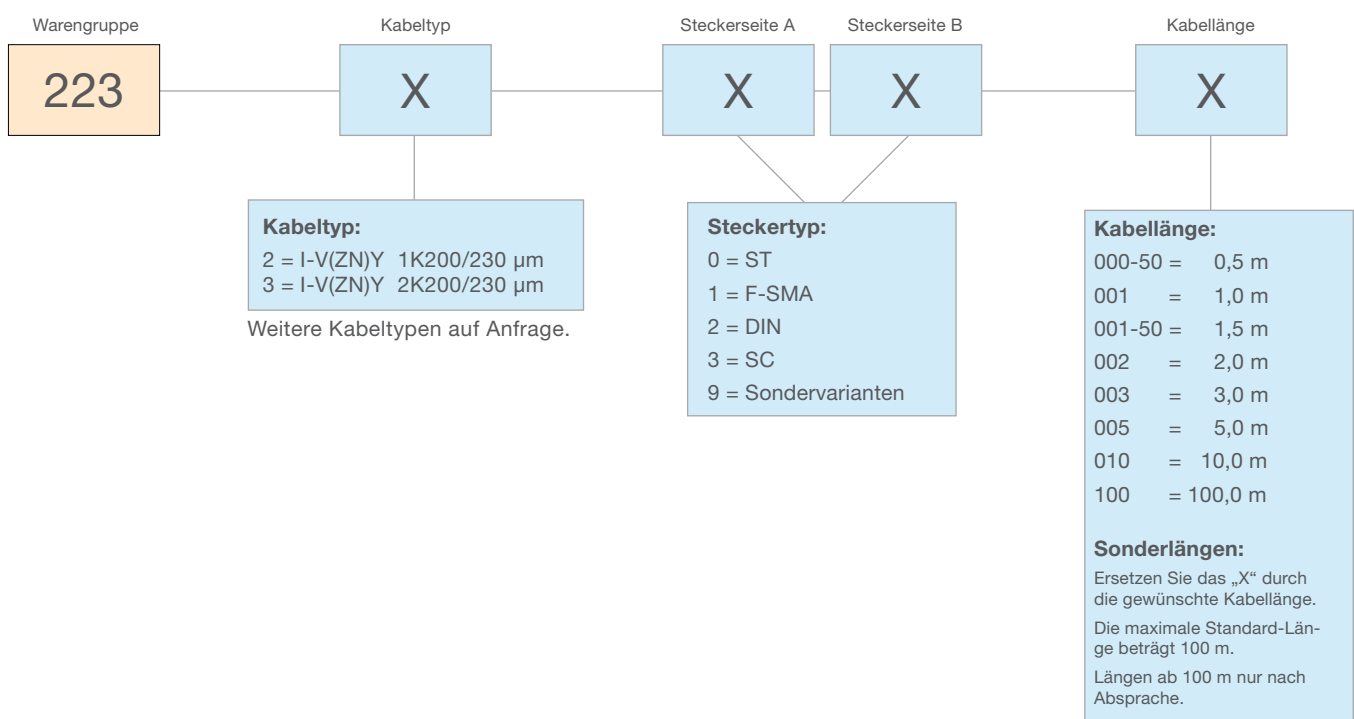 Warengruppe
Kabeltyp
Steckerseite A
Steckerseite B
Kabellänge
223
X
X
X
X
Kabeltyp:
2 = I-V(ZN)Y 1K200/230 µm
3 = I-V(ZN)Y 2K200/230 µm
Weitere Kabeltypen auf Anfrage.
Steckertyp:
0 = ST
1 = F-SMA
2 = DIN
3 = SC
9 = Sondervarianten
Kabellänge:
000-50 = 0,5 m
001 = 1,0 m
001-50 = 1,5 m
002 = 2,0 m
003 = 3,0 m
005 = 5,0 m
010 = 10,0 m
100 = 100,0 m
Sonderlängen:
Ersetzen Sie das „X“ durch
die gewünschte Kabellänge.
Die maximale Standard-Län-
ge beträgt 100 m.
Längen ab 100 m nur nach
Absprache.